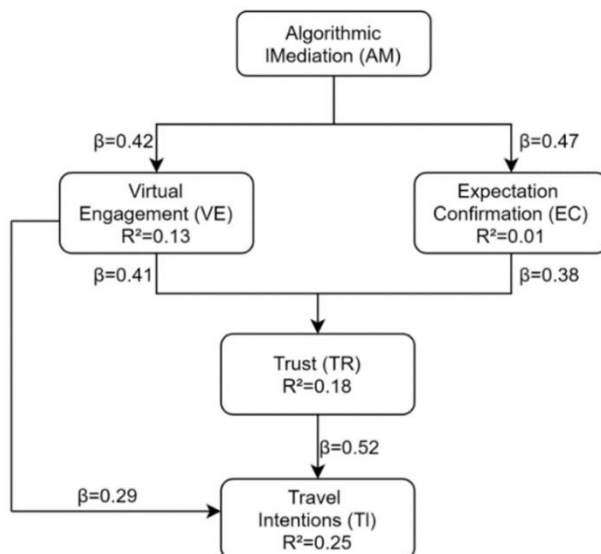 Algorithmic
IMediation (AM)
β=0.42
β=0.47
Virtual
Engagement (VE)
R²=0.13
Expectation
Confirmation (EC)
R²=0.01
β=0.41
β=0.38
Trust (TR)
R²=0.18
β=0.52
β=0.29
Travel
Intentions (TI)
R²=0.25